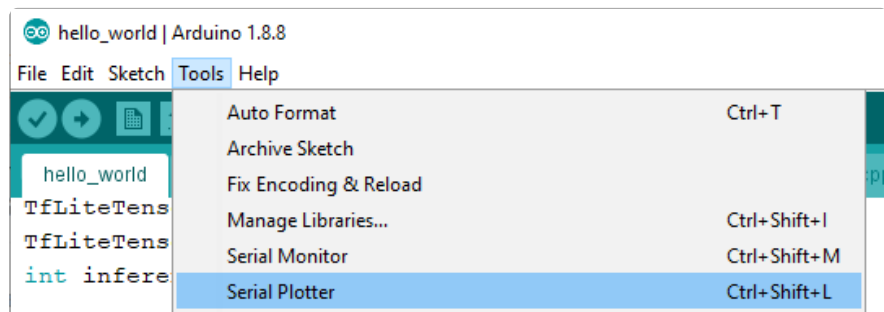 hello_world | Arduino 1.8.8
File Edit Sketch Tools Help
Auto Format Ctrl+T
Archive Sketch
hello_world
Fix Encoding & Reload
TfLiteTens
Manage Libraries... Ctrl+Shift+I
TfLiteTens
Serial Monitor Ctrl+Shift+M
int infere
Serial Plotter Ctrl+Shift+L